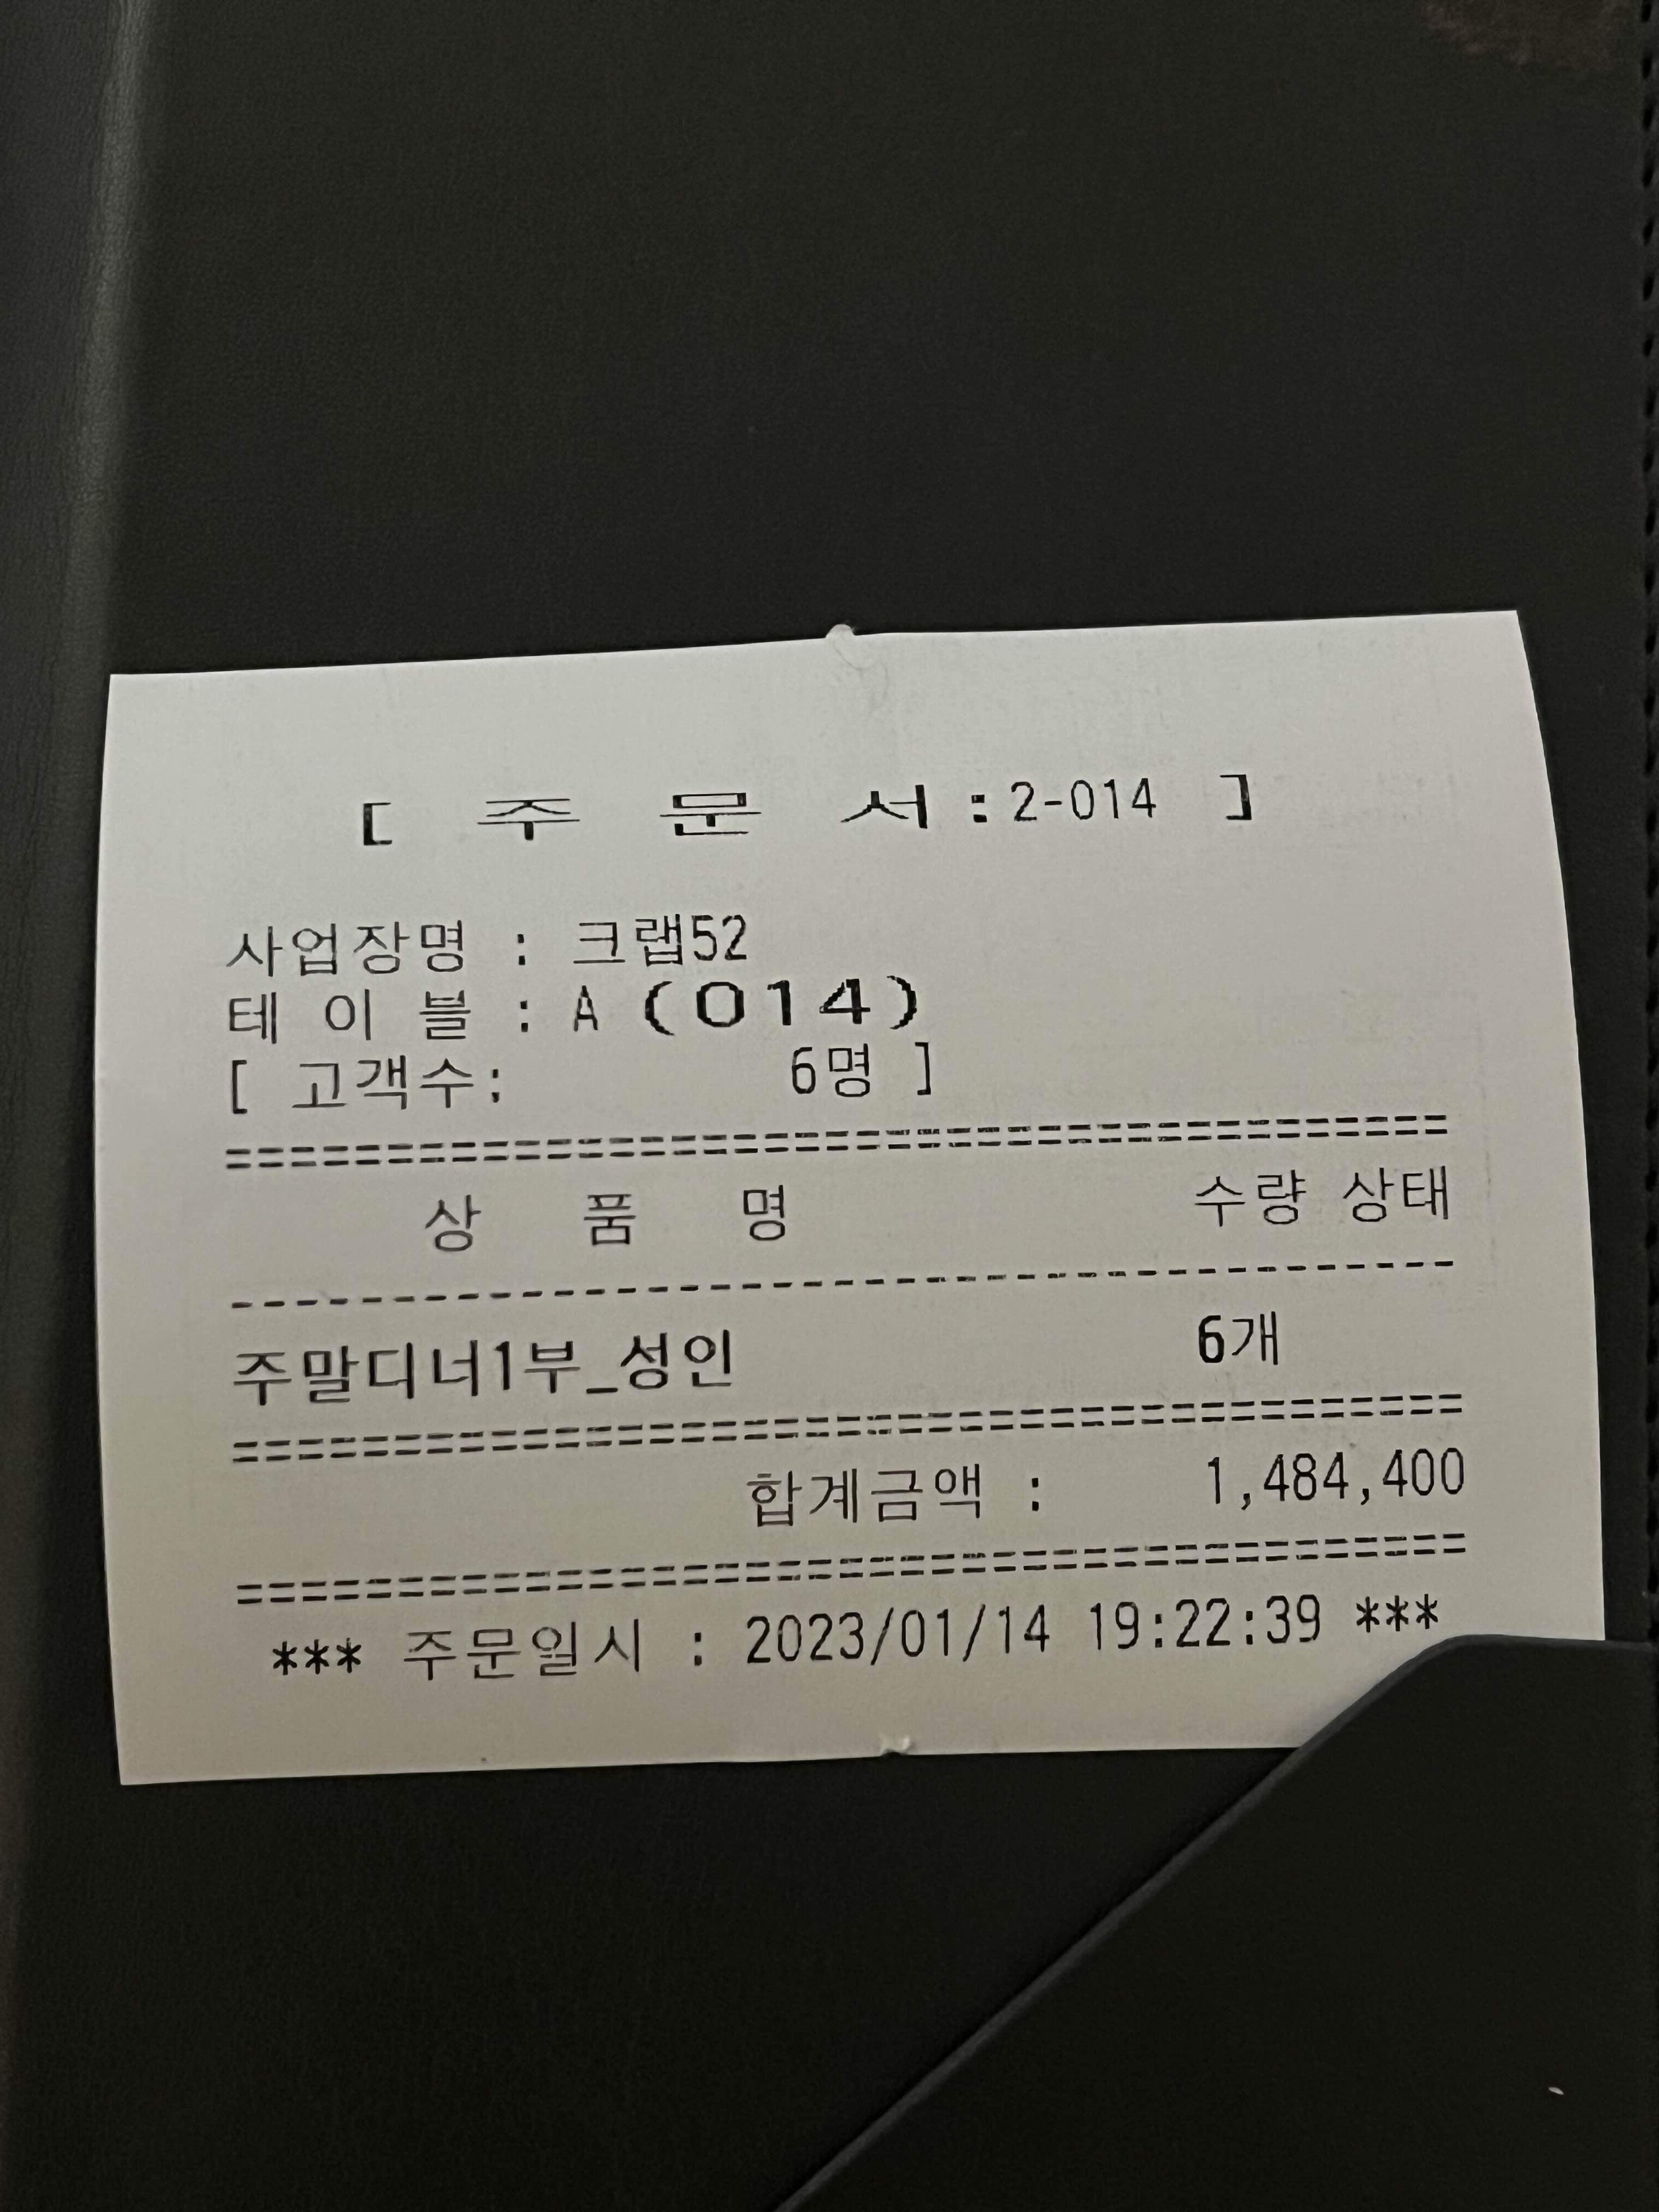 [ 주 문 서 : 2-014 ]
사업장명 : 크랩52
테 이 블 : A (014)
[ 고객수: 6명 ]
======================================
상 품 명 수량 상태
--------------------------------------
주말디너1부_성인 6개
======================================
합계금액 : 1,484,400
======================================
*** 주문일시 : 2023/01/14 19:22:39 ***